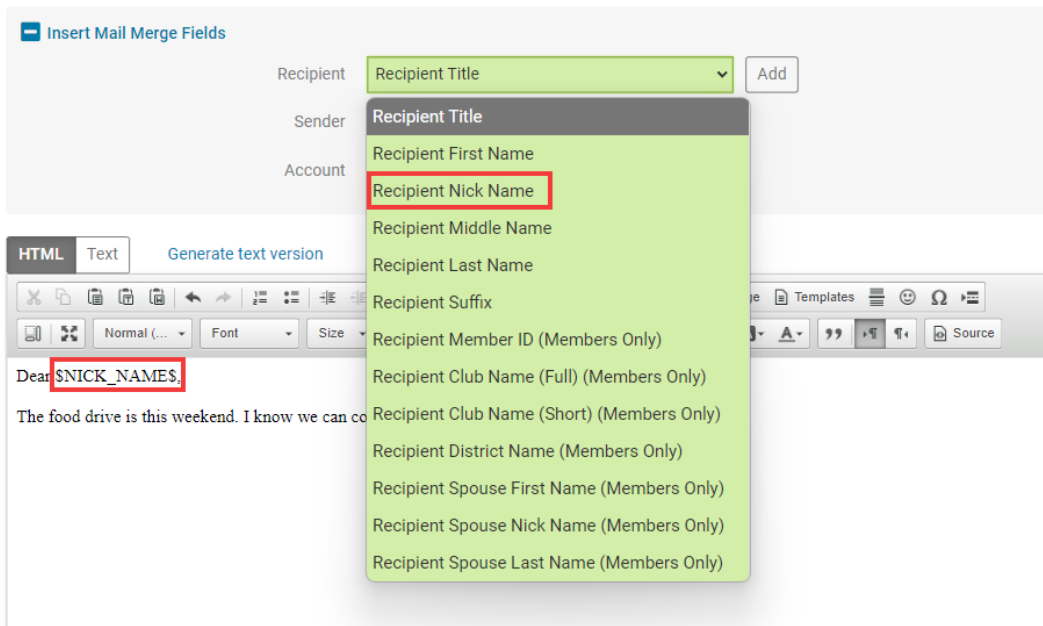 Insert Mail Merge Fields
Recipient Recipient Title Add
Sender
Account
Recipient Title
Recipient First Name
Recipient Nick Name
Recipient Middle Name
Recipient Last Name
Recipient Suffix
Recipient Member ID (Members Only)
Recipient Club Name (Full) (Members Only)
Recipient Club Name (Short) (Members Only)
Recipient District Name (Members Only)
Recipient Spouse First Name (Members Only)
Recipient Spouse Nick Name (Members Only)
Recipient Spouse Last Name (Members Only)
HTML Text Generate text version
Templates
Normal (... Font Size Source
Dear $NICK_NAME$,
The food drive is this weekend. I know we can